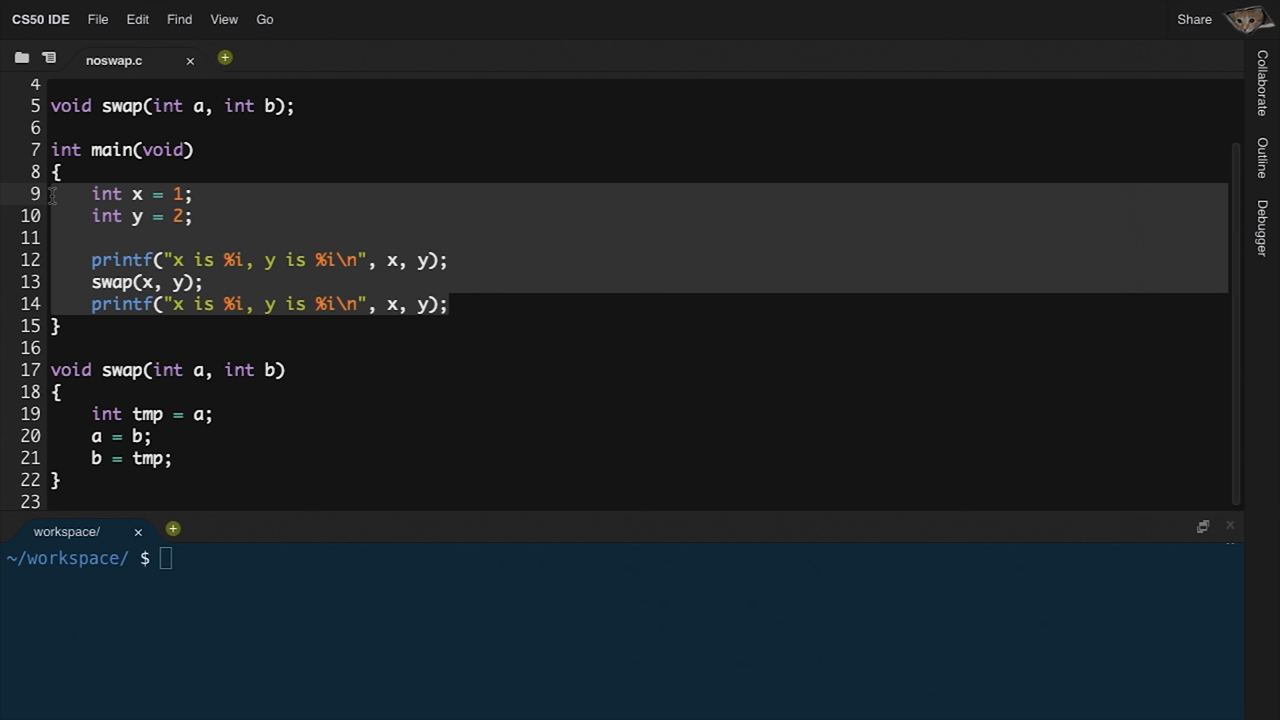 CS50 IDE File Edit Find View Go Share
noswap.c
4
5 void swap(int a, int b);
6
7 int main(void)
8 {
9     int x = 1;
10     int y = 2;
11
12     printf("x is %i, y is %i\n", x, y);
13     swap(x, y);
14     printf("x is %i, y is %i\n", x, y);
15 }
16
17 void swap(int a, int b)
18 {
19     int tmp = a;
20     a = b;
21     b = tmp;
22 }
23
workspace/
~/workspace/ $
Collaborate
Outline
Debugger